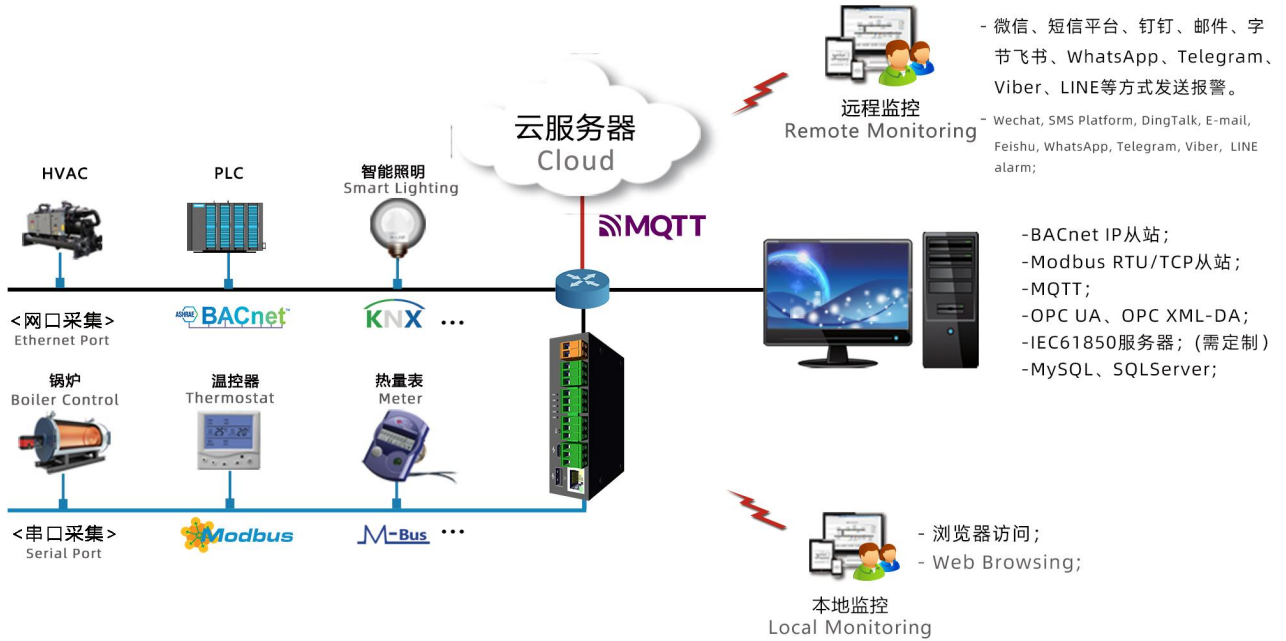 - 微信、短信平台、钉钉、邮件、字
节飞书、WhatsApp、Telegram、
Viber、LINE等方式发送报警。
- Wechat, SMS Platform, DingTalk, E-mail,
Feishu, WhatsApp, Telegram, Viber, LINE
alarm;
远程监控
Remote Monitoring
云服务器
Cloud
HVAC
PLC
智能照明
Smart Lighting
MQTT
-BACnet IP从站；
-Modbus RTU/TCP从站；
-MQTT；
-OPC UA、OPC XML-DA；
-IEC61850服务器；(需定制）
-MySQL、SQLServer；
<网口采集>
Ethernet Port
ASHRAE BACnet™
KNX ...
锅炉
Boiler Control
温控器
Thermostat
热量表
Meter
<串口采集>
Serial Port
Modbus
M-Bus ...
- 浏览器访问；
- Web Browsing;
本地监控
Local Monitoring